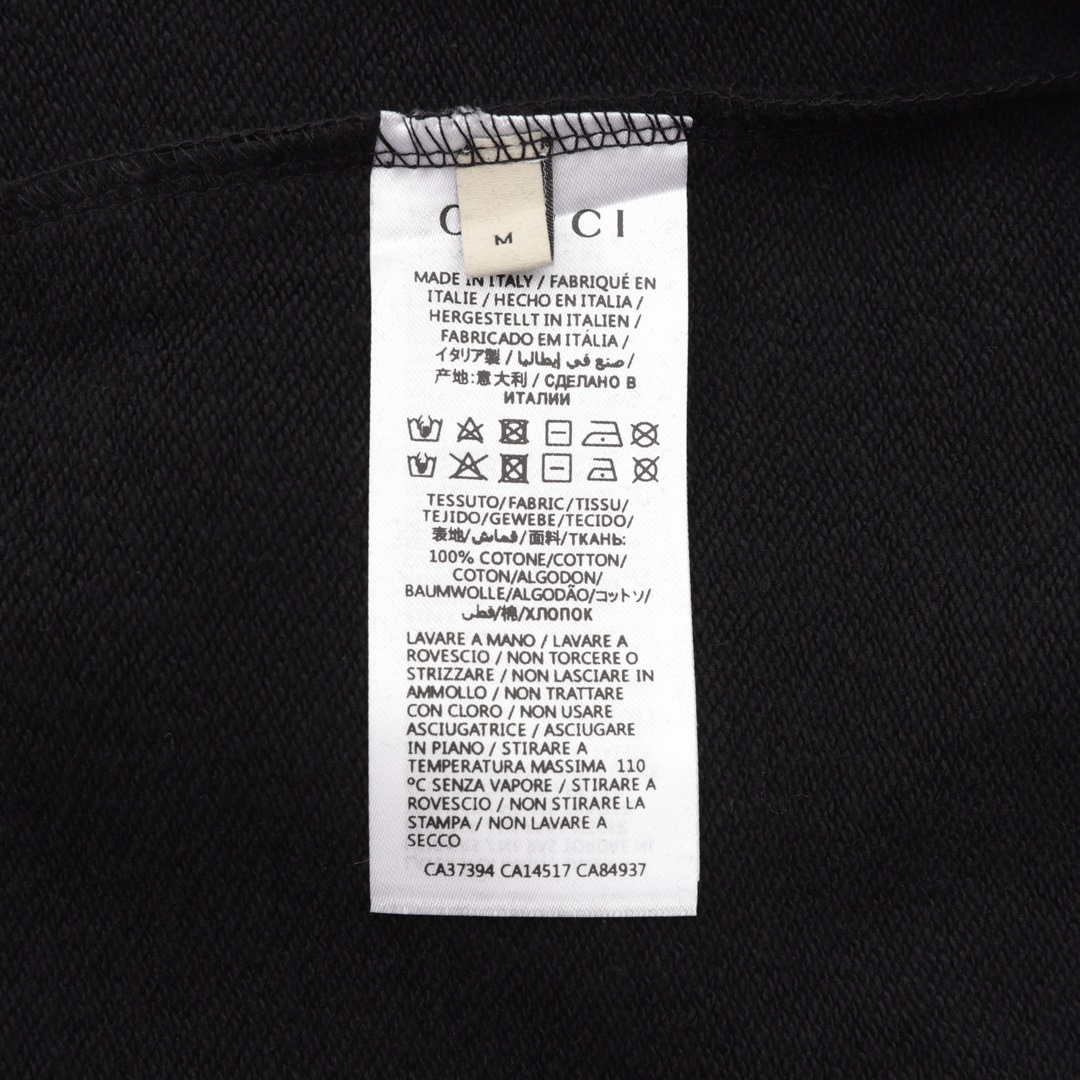 CI
M
MADE IN ITALY / FABRIQUÉ EN
ITALIE / HECHO EN ITALIA /
HERGESTELLT IN ITALIEN /
FABRICADO EM ITÁLIA /
イタリア製 / صنع في إيطاليا /
产地:意大利 / СДЕЛАНО В
ИТАЛИИ
TESSUTO/FABRIC/TISSU/
TEJIDO/GEWEBE/TECIDO/
表地/قماش/面料/ТКАНЬ:
100% COTONE/COTTON/
COTON/ALGODON/
BAUMWOLLE/ALGODÃO/コットン/
قطن/棉/ХЛОПОК
LAVARE A MANO / LAVARE A
ROVESCIO / NON TORCERE O
STRIZZARE / NON LASCIARE IN
AMMOLLO / NON TRATTARE
CON CLORO / NON USARE
ASCIUGATRICE / ASCIUGARE
IN PIANO / STIRARE A
TEMPERATURA MASSIMA 110
°C SENZA VAPORE / STIRARE A
ROVESCIO / NON STIRARE LA
STAMPA / NON LAVARE A
SECCO
CA37394 CA14517 CA84937